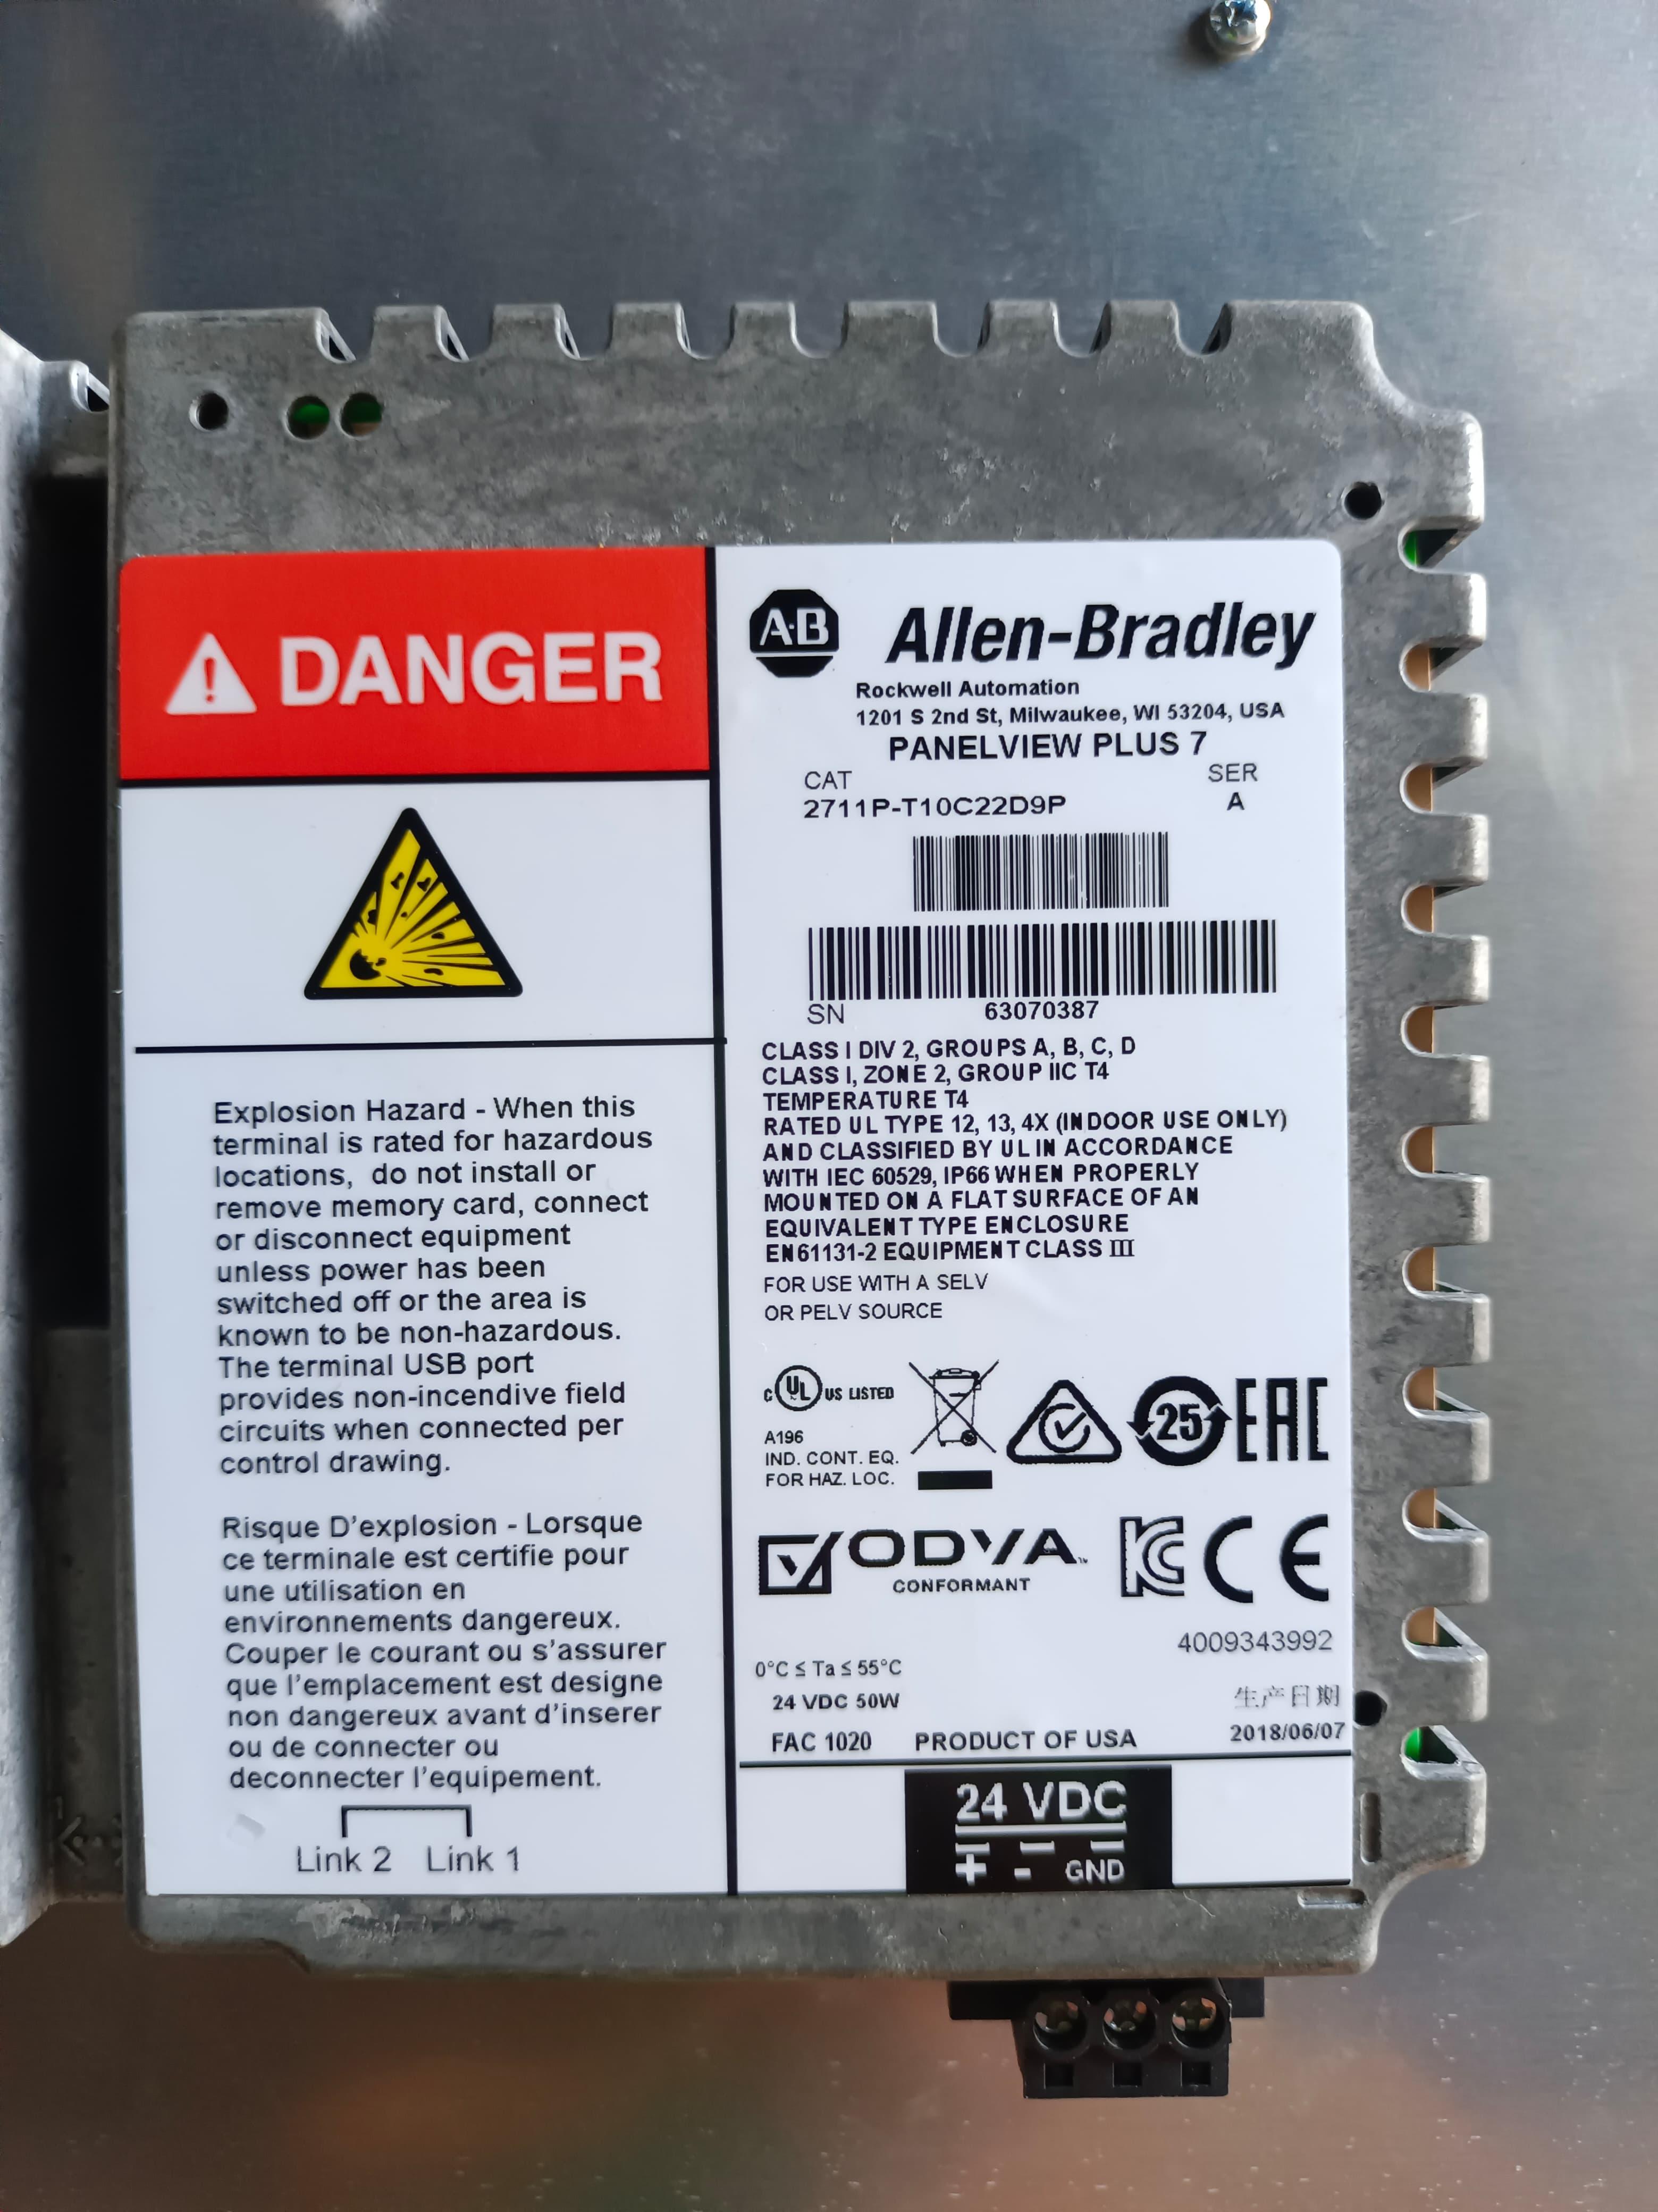 DANGER
Explosion Hazard - When this
terminal is rated for hazardous
locations, do not install or
remove memory card, connect
or disconnect equipment
unless power has been
switched off or the area is
known to be non-hazardous.
The terminal USB port
provides non-incendive field
circuits when connected per
control drawing.
Risque D'explosion - Lorsque
ce terminale est certifie pour
une utilisation en
environnements dangereux.
Couper le courant ou s'assurer
que l'emplacement est designe
non dangereux avant d'inserer
ou de connecter ou
deconnecter l'equipement.
Link 2 Link 1
A·B Allen-Bradley
Rockwell Automation
1201 S 2nd St, Milwaukee, WI 53204, USA
PANELVIEW PLUS 7
CAT SER
2711P-T10C22D9P A
SN 63070387
CLASS I DIV 2, GROUPS A, B, C, D
CLASS I, ZONE 2, GROUP IIC T4
TEMPERATURE T4
RATED UL TYPE 12, 13, 4X (INDOOR USE ONLY)
AND CLASSIFIED BY UL IN ACCORDANCE
WITH IEC 60529, IP66 WHEN PROPERLY
MOUNTED ON A FLAT SURFACE OF AN
EQUIVALENT TYPE ENCLOSURE
EN61131-2 EQUIPMENT CLASS III
FOR USE WITH A SELV
OR PELV SOURCE
C UL US LISTED 25 EAC
A196
IND. CONT. EQ.
FOR HAZ. LOC.
ODVA™ KC CE
CONFORMANT
4009343992
0°C ≤ Ta ≤ 55°C
24 VDC 50W 生产日期
FAC 1020 PRODUCT OF USA 2018/06/07
24 VDC
+ - GND